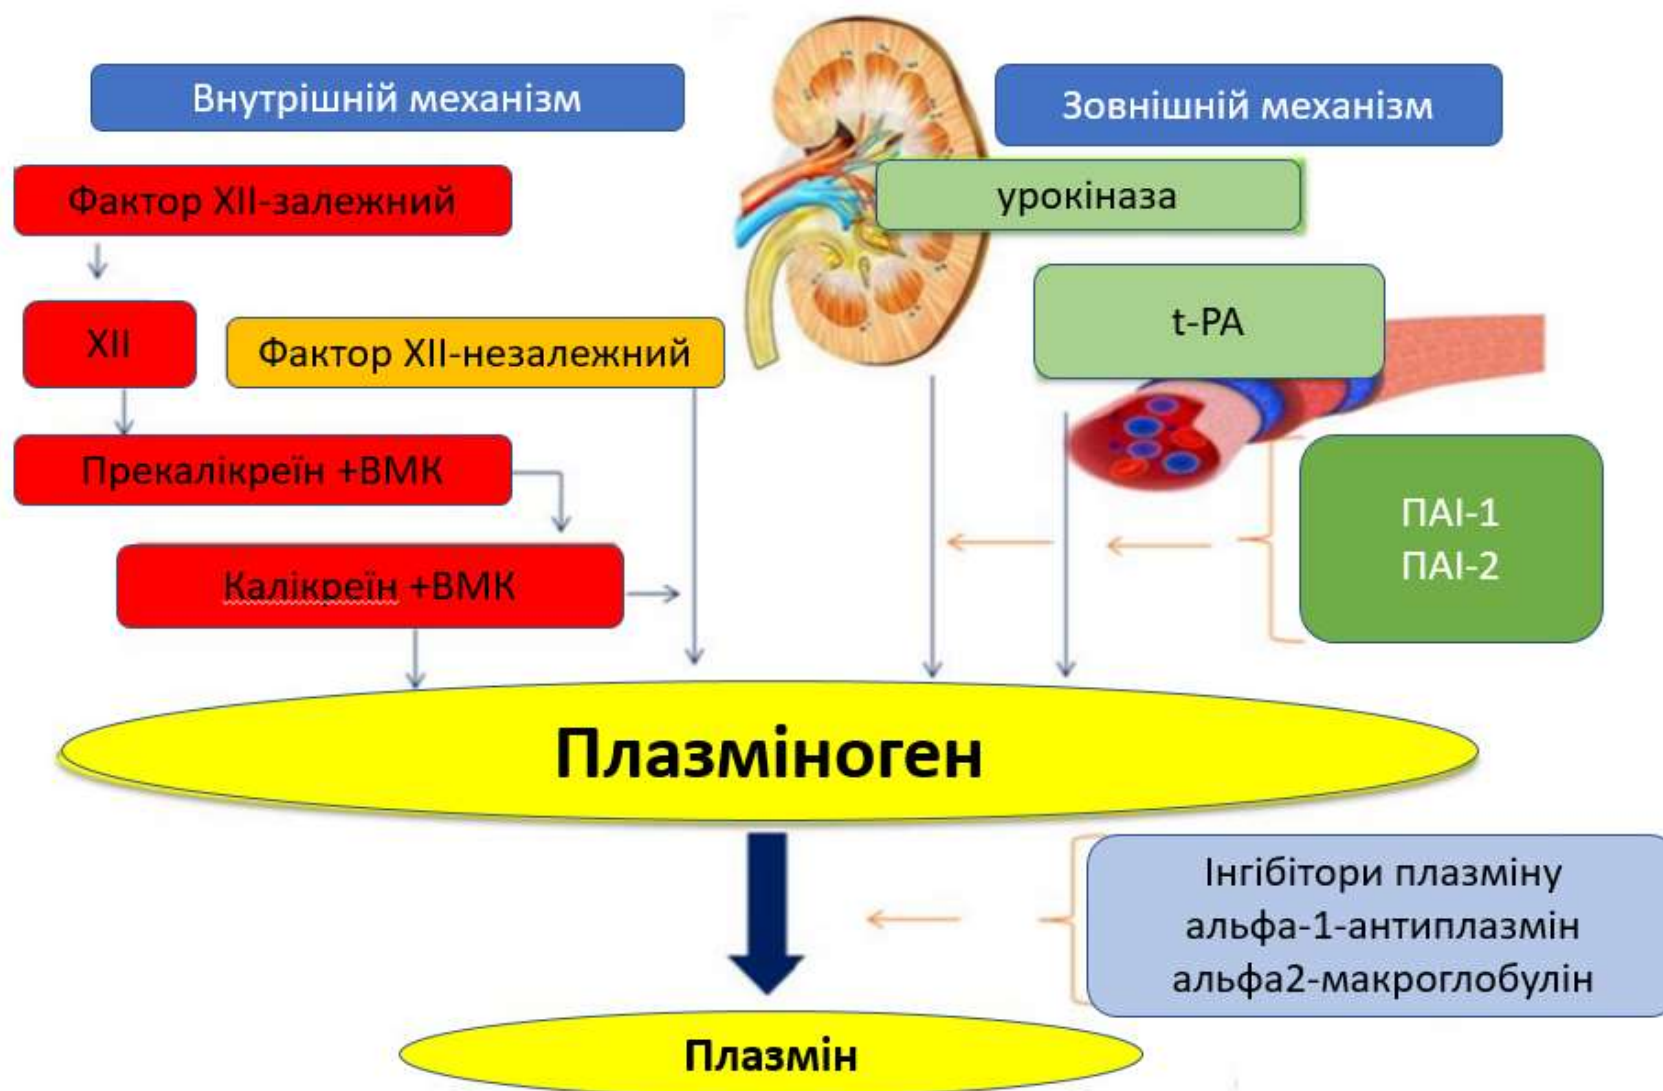 Внутрішній механізм
Зовнішній механізм
Фактор XII-залежний
урокіназа
t-PA
XII
Фактор XII-незалежний
Прекалікреїн +ВМК
ПАІ-1
ПАІ-2
Калікреїн +ВМК
Плазміноген
Інгібітори плазміну
альфа-1-антиплазмін
альфа2-макроглобулін
Плазмін